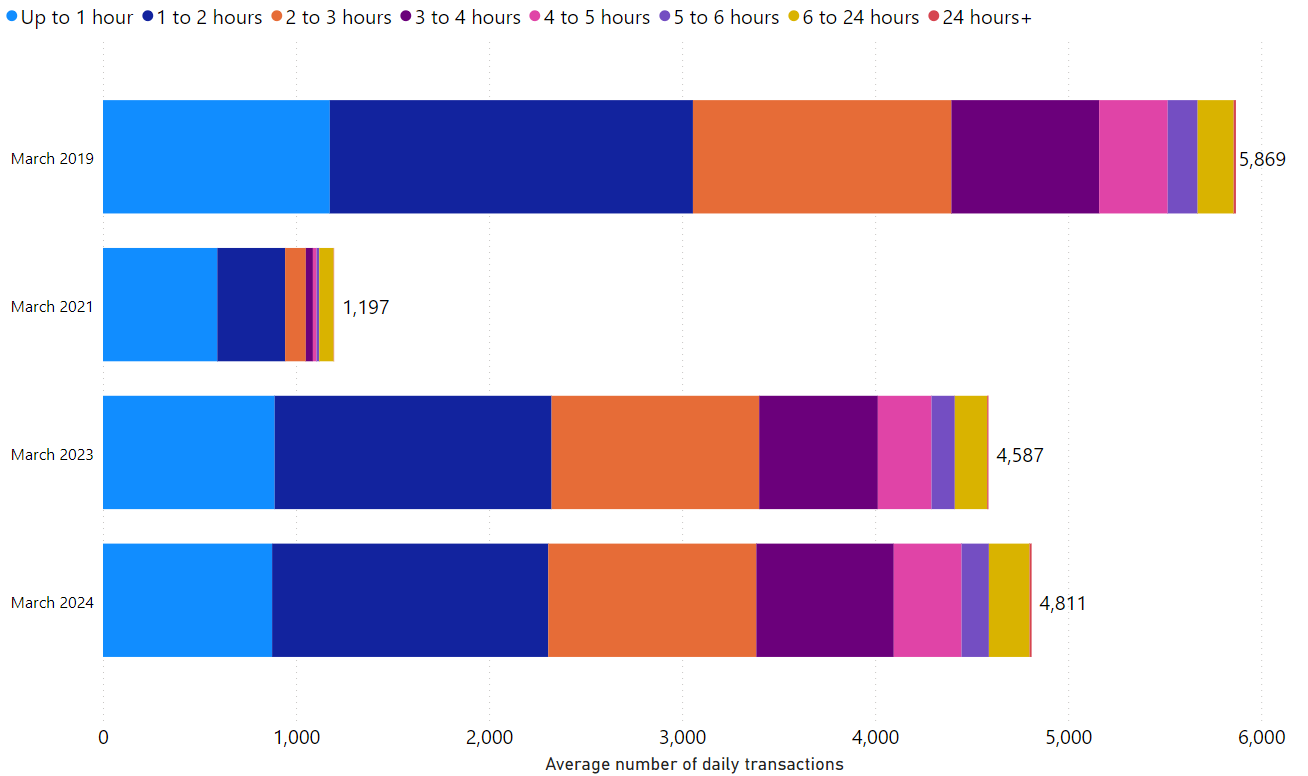 Up to 1 hour 1 to 2 hours 2 to 3 hours 3 to 4 hours 4 to 5 hours 5 to 6 hours 6 to 24 hours 24 hours+
March 2019 5,869
March 2021 1,197
March 2023 4,587
March 2024 4,811
0 1,000 2,000 3,000 4,000 5,000 6,000
Average number of daily transactions